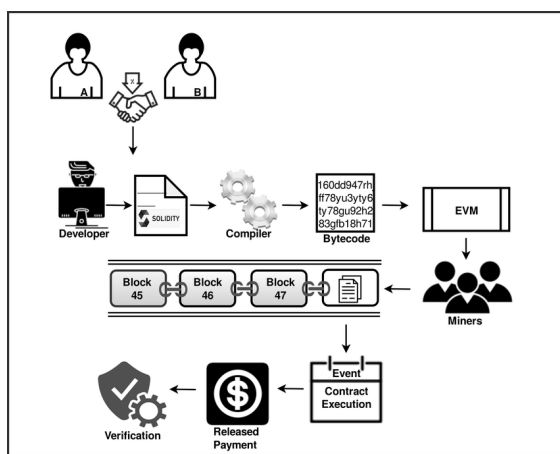 A
B
x
Developer
SOLIDITY
Compiler
160dd947rh
ff78yu3yty6
ty78gu92h2
83gfb18h71
Bytecode
EVM
Block
45
Block
46
Block
47
Miners
Event
Contract
Execution
Released
Payment
Verification